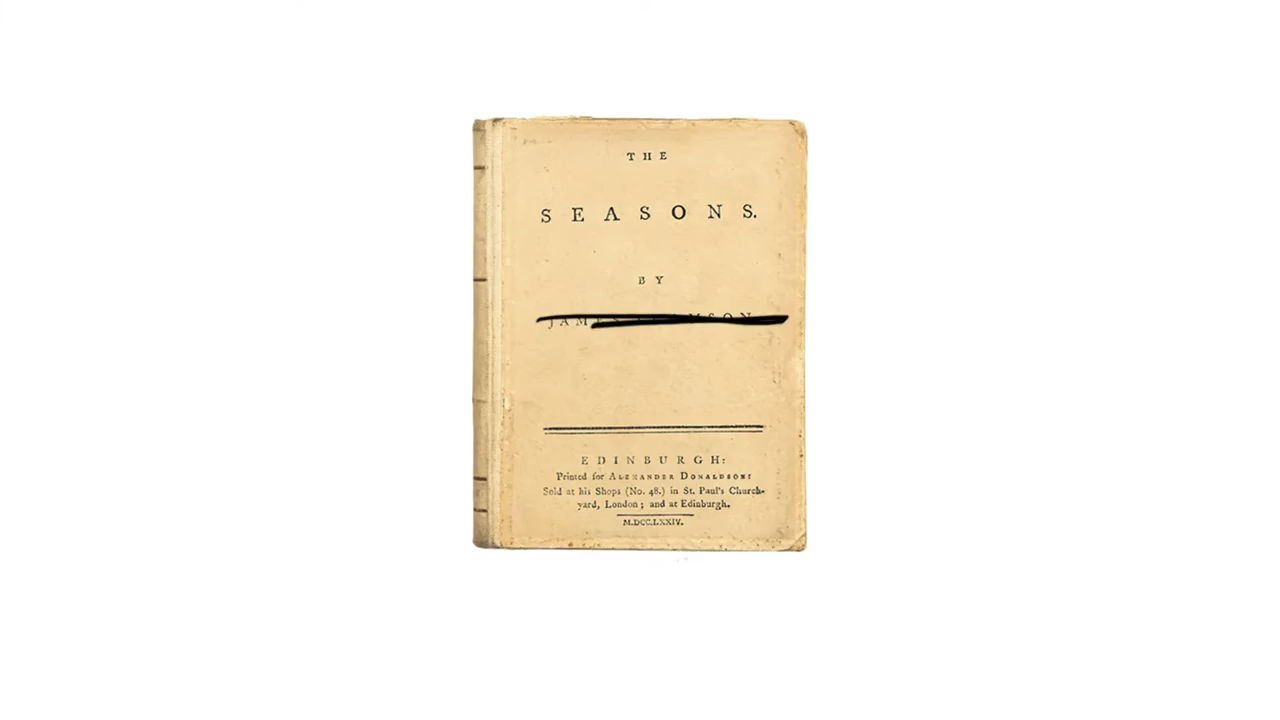 THE
SEASONS.
BY
EDINBURGH:
Printed for ALEXANDER DONALDSON:
Sold at his Shops (No. 48.) in St. Paul's Church-
yard, London; and at Edinburgh.
M.DCC.LXXIV.